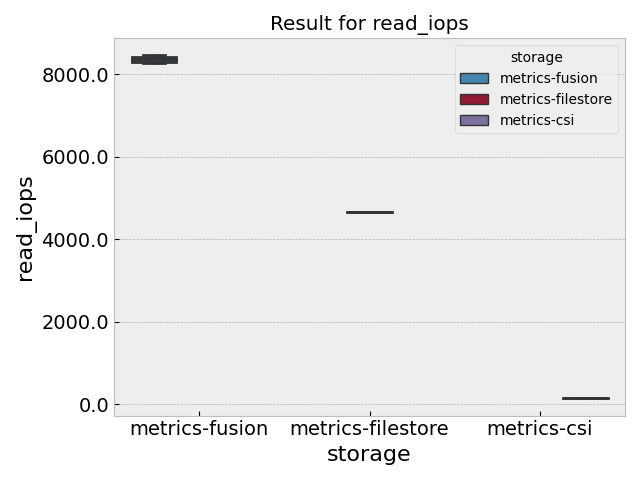 Result for read_iops
storage
metrics-fusion
metrics-filestore
metrics-csi
read_iops
8000.0
6000.0
4000.0
2000.0
0.0
metrics-fusion metrics-filestore metrics-csi
storage